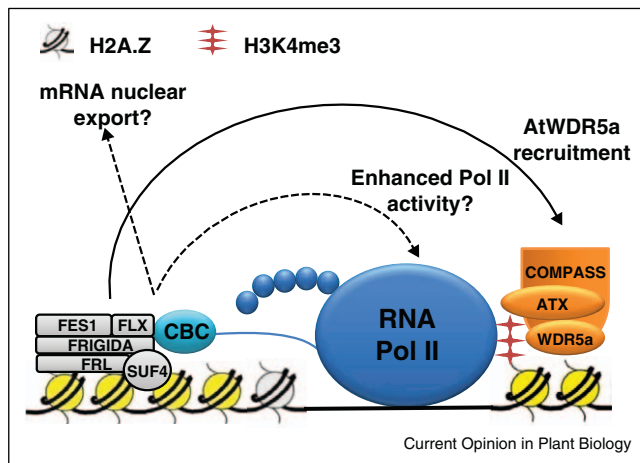 H2A.Z
H3K4me3
mRNA nuclear
export?
AtWDR5a
recruitment
Enhanced Pol II
activity?
COMPASS
ATX
WDR5a
FES1
FLX
CBC
FRIGIDA
FRL
SUF4
RNA
Pol II
Current Opinion in Plant Biology